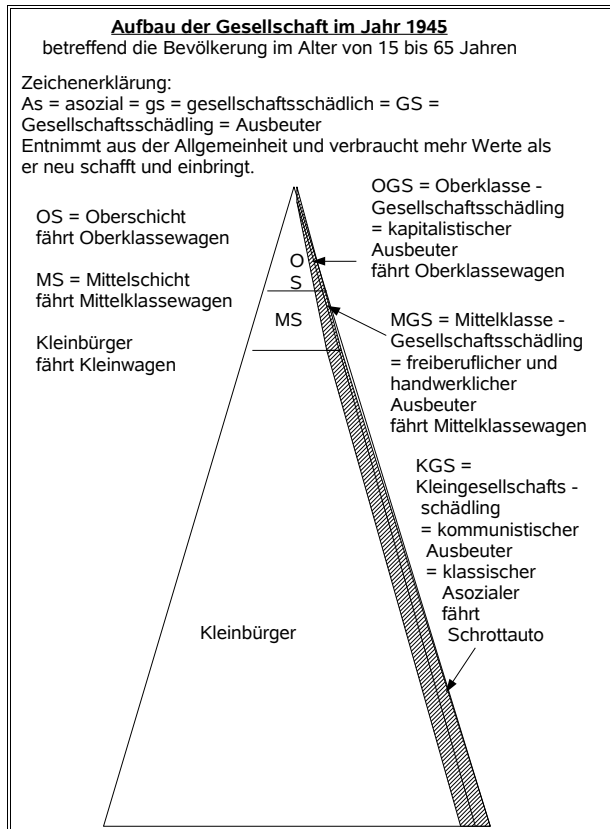 Aufbau der Gesellschaft im Jahr 1945
betreffend die Bevölkerung im Alter von 15 bis 65 Jahren
Zeichenerklärung:
As = asozial = gs = gesellschaftsschädlich = GS =
Gesellschaftsschädling = Ausbeuter
Entnimmt aus der Allgemeinheit und verbraucht mehr Werte als
er neu schafft und einbringt.
OS = Oberschicht
fährt Oberklassewagen
MS = Mittelschicht
fährt Mittelklassewagen
Kleinbürger
fährt Kleinwagen
O
S
MS
Kleinbürger
OGS = Oberklasse -
Gesellschaftsschädling
= kapitalistischer
Ausbeuter
fährt Oberklassewagen
MGS = Mittelklasse -
Gesellschaftsschädling
= freiberuflicher und
handwerklicher
Ausbeuter
fährt Mittelklassewagen
KGS =
Kleingesellschafts -
schädling
= kommunistischer
Ausbeuter
= klassischer
Asozialer
fährt
Schrottauto